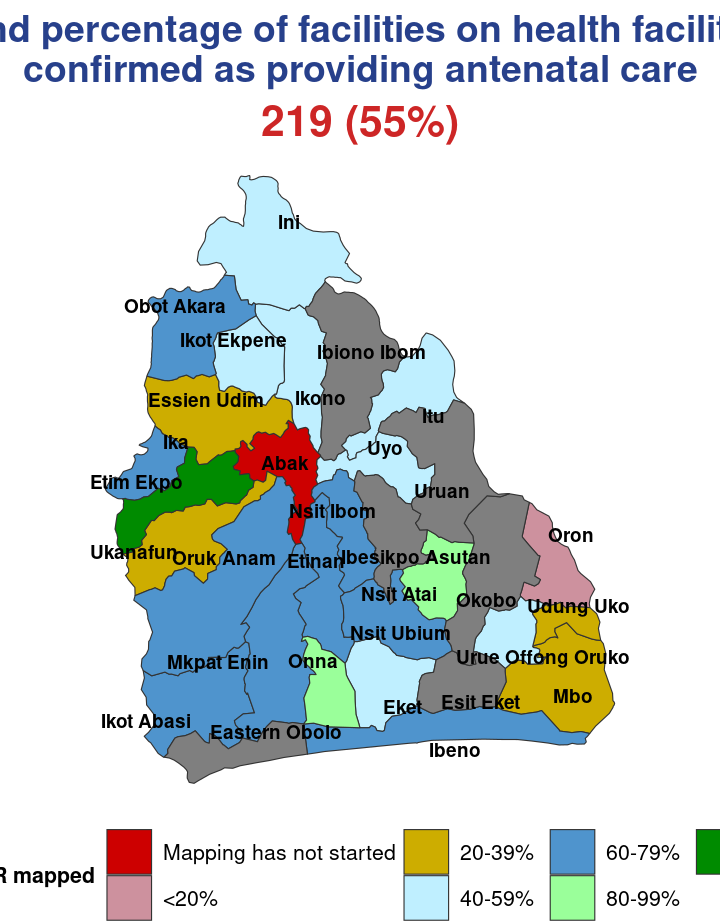 nd percentage of facilities on health facilit
confirmed as providing antenatal care
219 (55%)
Ini
Obot Akara
Ikot Ekpene
Ibiono Ibom
Essien Udim
Ikono
Itu
Ika
Uyo
Abak
Etim Ekpo
Uruan
Nsit Ibom
Oron
Ukanafun
Oruk Anam
Etinan
Ibesikpo Asutan
Nsit Atai
Okobo
Udung Uko
Nsit Ubium
Mkpat Enin
Onna
Urue Offong Oruko
Mbo
Eket
Esit Eket
Ikot Abasi
Eastern Obolo
Ibeno
R mapped
Mapping has not started
20-39%
60-79%
<20%
40-59%
80-99%